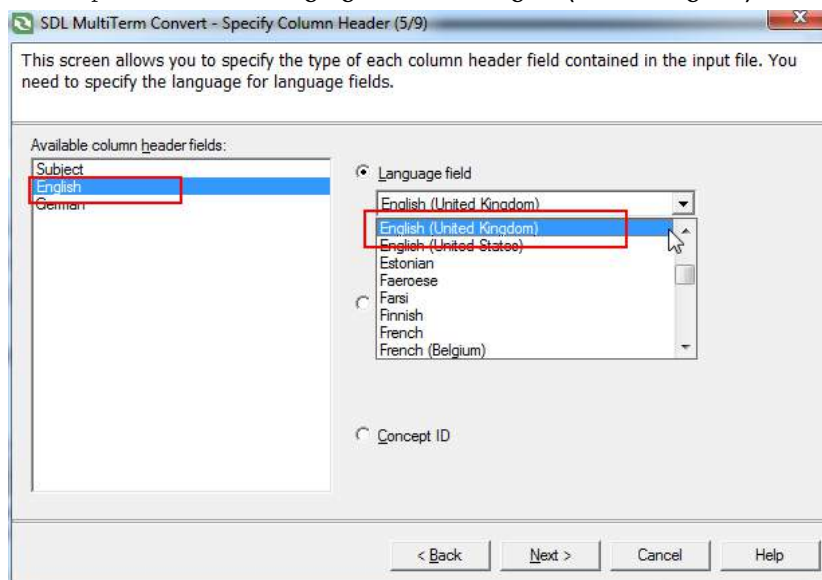 SDL MultiTerm Convert - Specify Column Header (5/9)
This screen allows you to specify the type of each column header field contained in the input file. You
need to specify the language for language fields.
Available column header fields:
Subject
English
German
Language field
English (United Kingdom)
English (United Kingdom)
English (United States)
Estonian
Faeroese
Farsi
Finnish
French
French (Belgium)
Concept ID
< Back
Next >
Cancel
Help